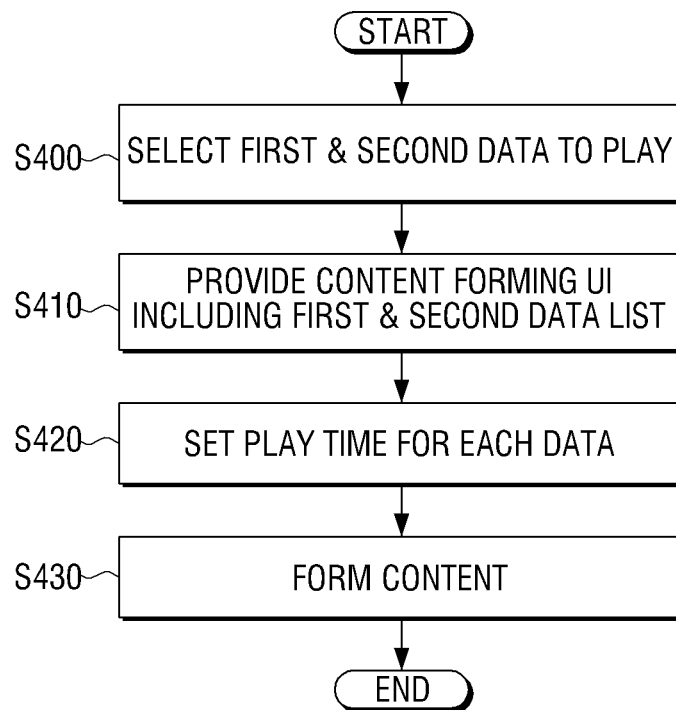 START
S400
SELECT FIRST & SECOND DATA TO PLAY
S410
PROVIDE CONTENT FORMING UI
INCLUDING FIRST & SECOND DATA LIST
S420
SET PLAY TIME FOR EACH DATA
S430
FORM CONTENT
END